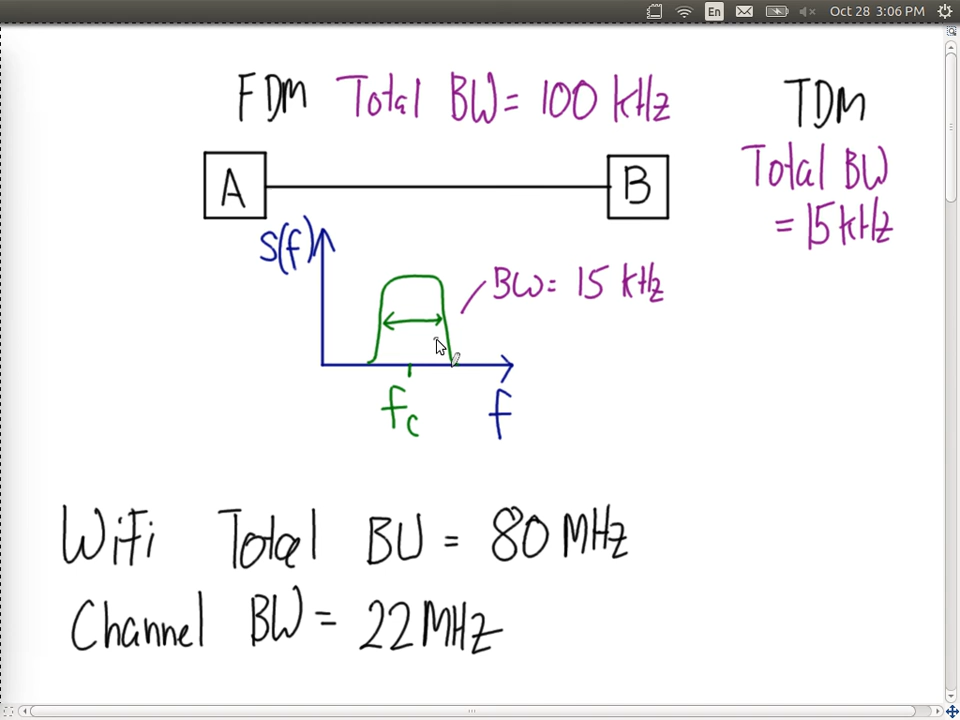 En Oct 28 3:06 PM
FDM Total BW = 100 kHz
TDM
Total BW
= 15 kHz
A
B
S(f)
BW = 15 kHz
fc
f
WiFi Total BW = 80 MHz
Channel BW = 22 MHz